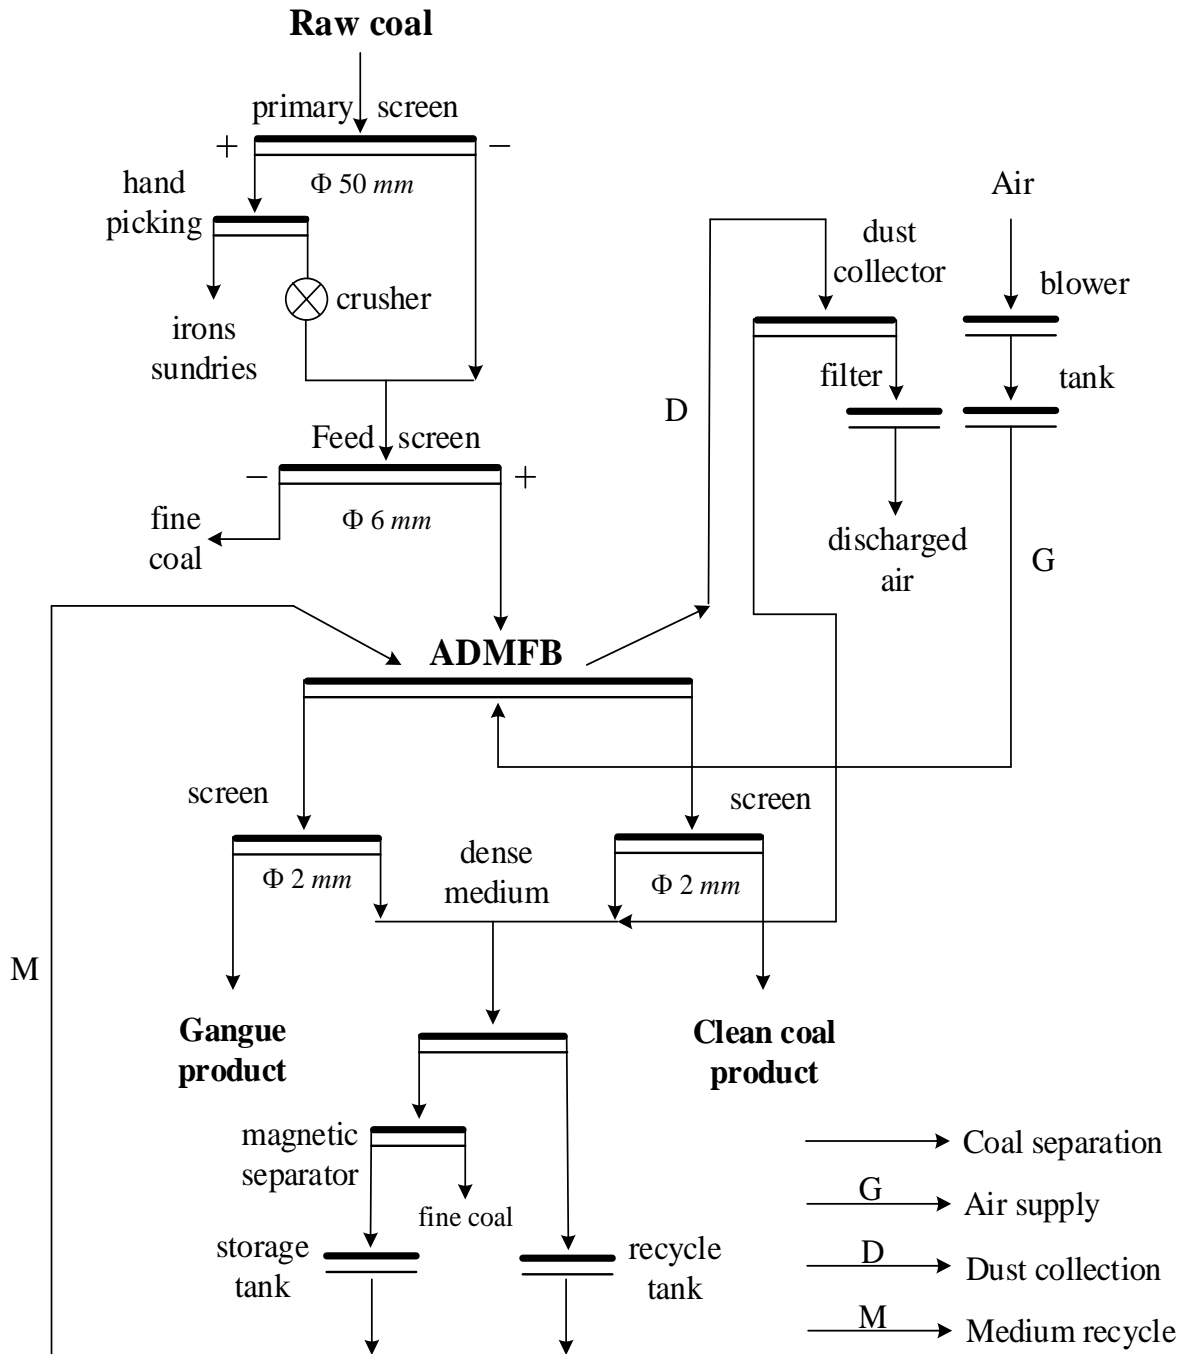 Raw coal
primary screen
+
−
Φ 50 mm
hand
picking
crusher
irons
sundries
Air
dust
collector
blower
filter
tank
D
Feed screen
−
+
Φ 6 mm
fine
coal
discharged
air
G
ADMFB
screen
screen
Φ 2 mm
dense
medium
Φ 2 mm
M
Gangue
product
Clean coal
product
magnetic
separator
fine coal
storage
tank
recycle
tank
Coal separation
G Air supply
D Dust collection
M Medium recycle